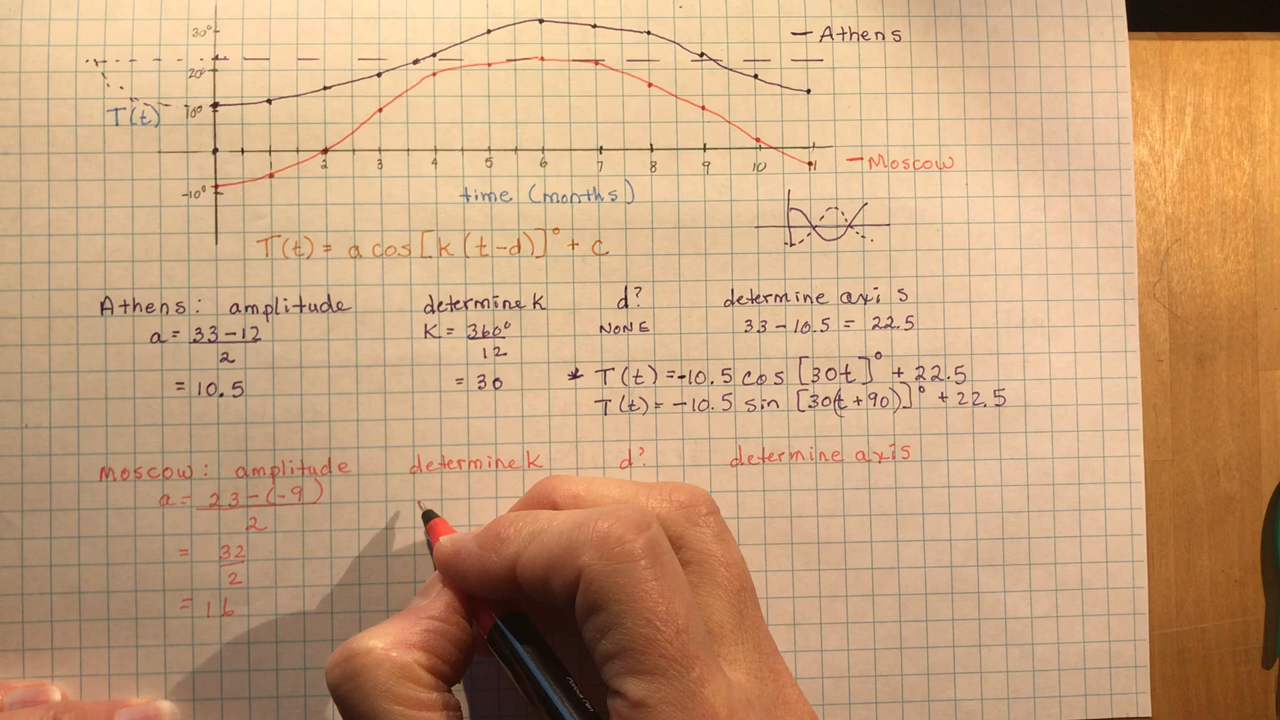 30°
— Athens
20°
T(t)
10°
1 2 3 4 5 6 7 8 9 10 11
— Moscow
-10°
time (months)
T(t) = a cos [k (t-d)]° + c
Athens: amplitude determine k d? determine axis
a = 33-12 K = 360° NONE 33 - 10.5 = 22.5
2 12
= 10.5 = 30 * T(t) = -10.5 cos [30t]° + 22.5
T(t) = -10.5 sin [30(t+90)]° + 22.5
Moscow: amplitude determine k d? determine axis
a = 23-(-9)
2
= 32
2
= 16